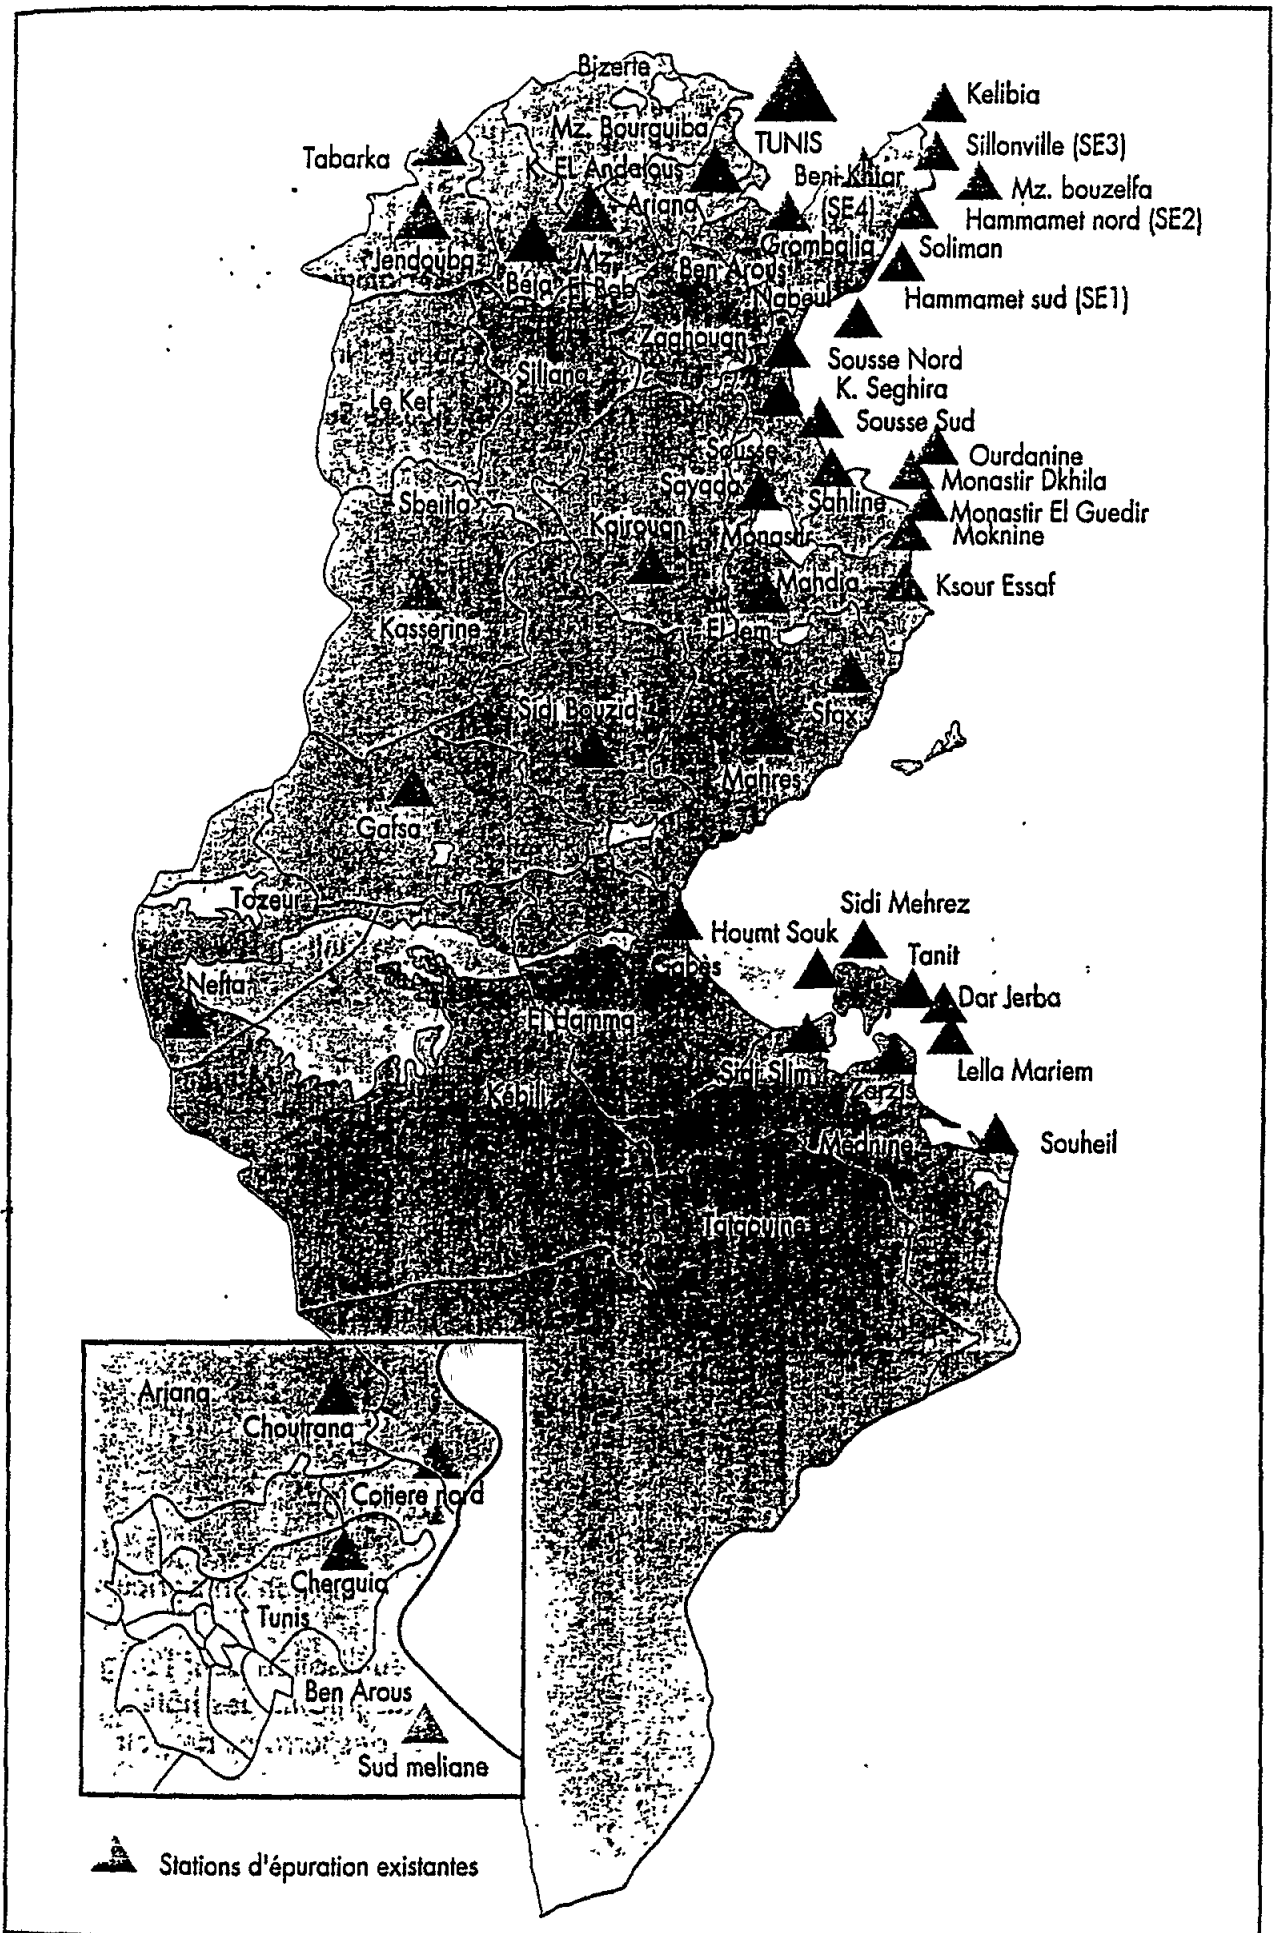 Bizerte
TUNIS
Kelibia
Mz. Bourguiba
Sillonville (SE3)
Tabarka
EL Andalous
Beni-Khiar
(SE4)
Mz. bouzelfa
Ariana
Hammamet nord (SE2)
Grombalia
Soliman
Jendouba
Beja
Mz.
El Bab
Ben Arous
Nabeul
Hammamet sud (SE1)
Zaghouan
Sousse Nord
Siliana
K. Seghira
Le Kef
Sousse Sud
Sousse
Ourdanine
Sayada
Monastir Dkhila
Sbeitla
Sahline
Monastir El Guedir
Kairouan
Monastir
Moknine
Mahdia
Ksour Essaf
Kasserine
El Jem
Sidi Bouzid
Sfax
Mahres
Gafsa
Tozeur
Sidi Mehrez
Houmt Souk
Tanit
Gabès
Nefta
Dar Jerba
El Hamma
Sidi Slim
Lella Mariem
Kebili
Zarzis
Mednine
Souheil
Tataouine
Ariana
Choutrana
Cotiere nord
Cherguia
Tunis
Ben Arous
Sud meliane
Stations d'épuration existantes